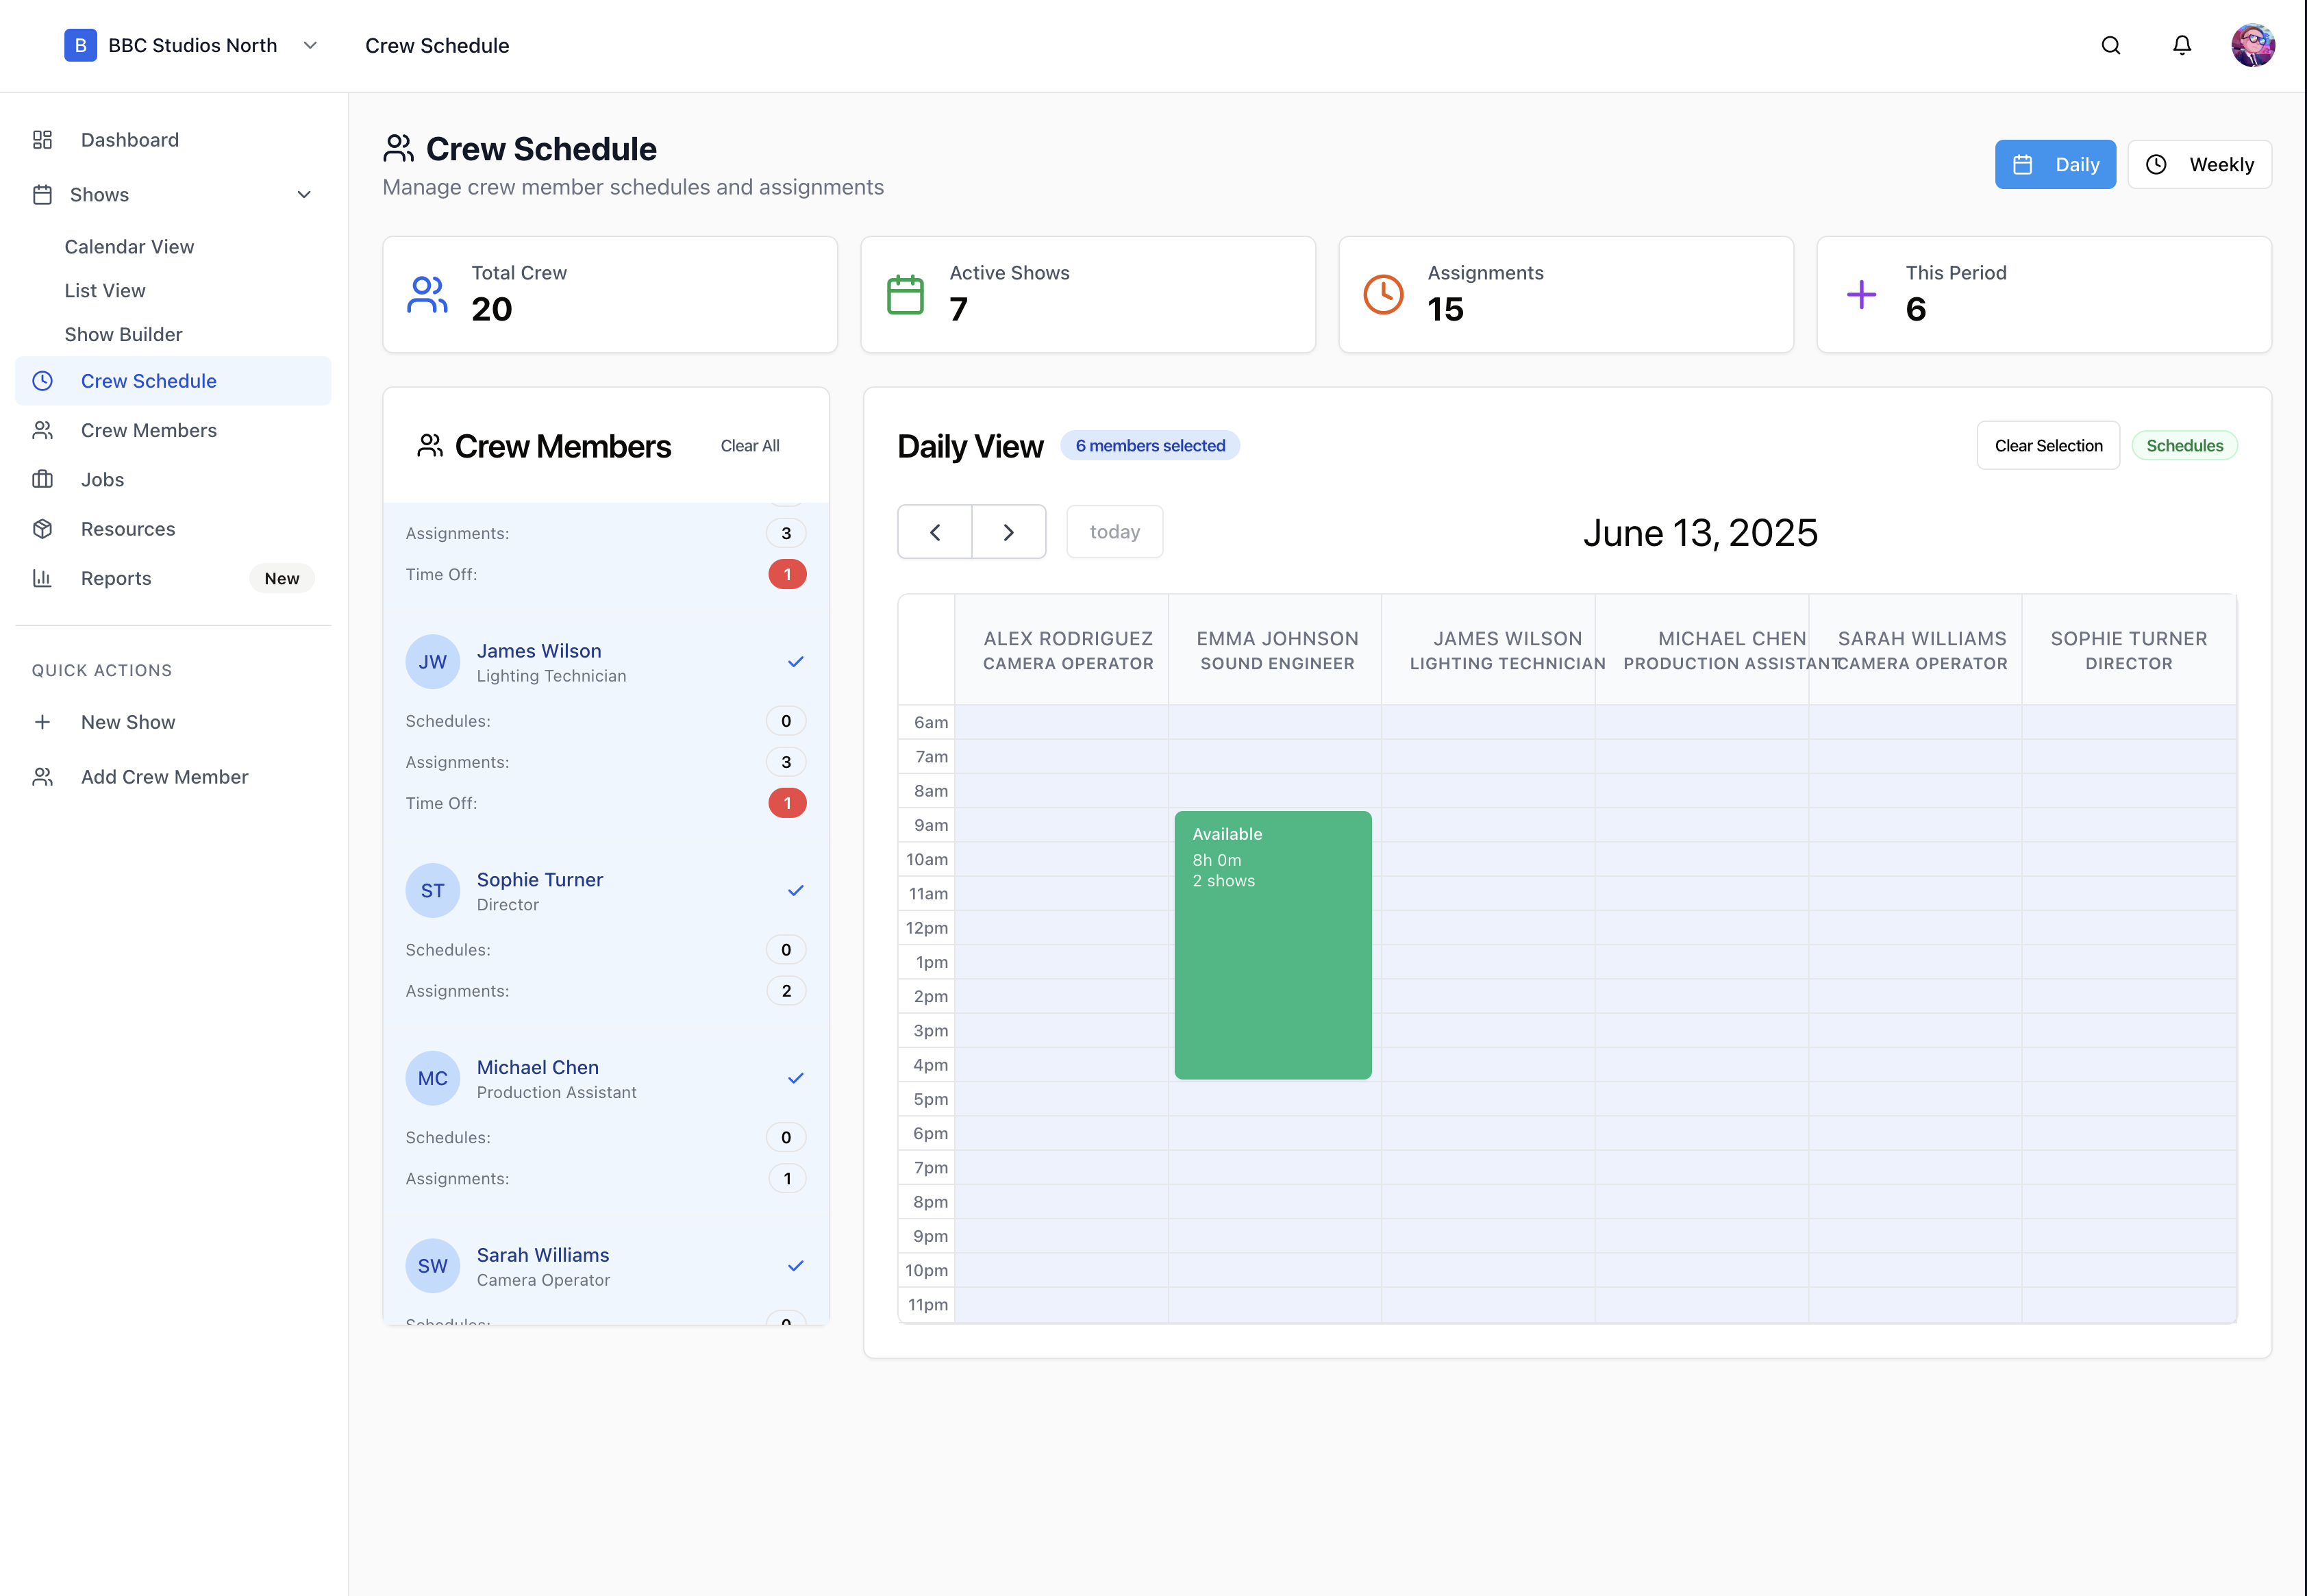 B BBC Studios North
Crew Schedule
Dashboard
Shows
Calendar View
List View
Show Builder
Crew Schedule
Crew Members
Jobs
Resources
Reports New
QUICK ACTIONS
New Show
Add Crew Member
Crew Schedule
Manage crew member schedules and assignments
Daily Weekly
Total Crew
20
Active Shows
7
Assignments
15
This Period
6
Crew Members Clear All
Assignments: 3
Time Off: 1
JW James Wilson
Lighting Technician
Schedules: 0
Assignments: 3
Time Off: 1
ST Sophie Turner
Director
Schedules: 0
Assignments: 2
MC Michael Chen
Production Assistant
Schedules: 0
Assignments: 1
SW Sarah Williams
Camera Operator
Schedules: 0
Daily View 6 members selected Clear Selection Schedules
today June 13, 2025
ALEX RODRIGUEZ EMMA JOHNSON JAMES WILSON MICHAEL CHEN SARAH WILLIAMS SOPHIE TURNER
CAMERA OPERATOR SOUND ENGINEER LIGHTING TECHNICIAN PRODUCTION ASSISTANT CAMERA OPERATOR DIRECTOR
6am
7am
8am
9am
Available
10am
8h 0m
2 shows
11am
12pm
1pm
2pm
3pm
4pm
5pm
6pm
7pm
8pm
9pm
10pm
11pm